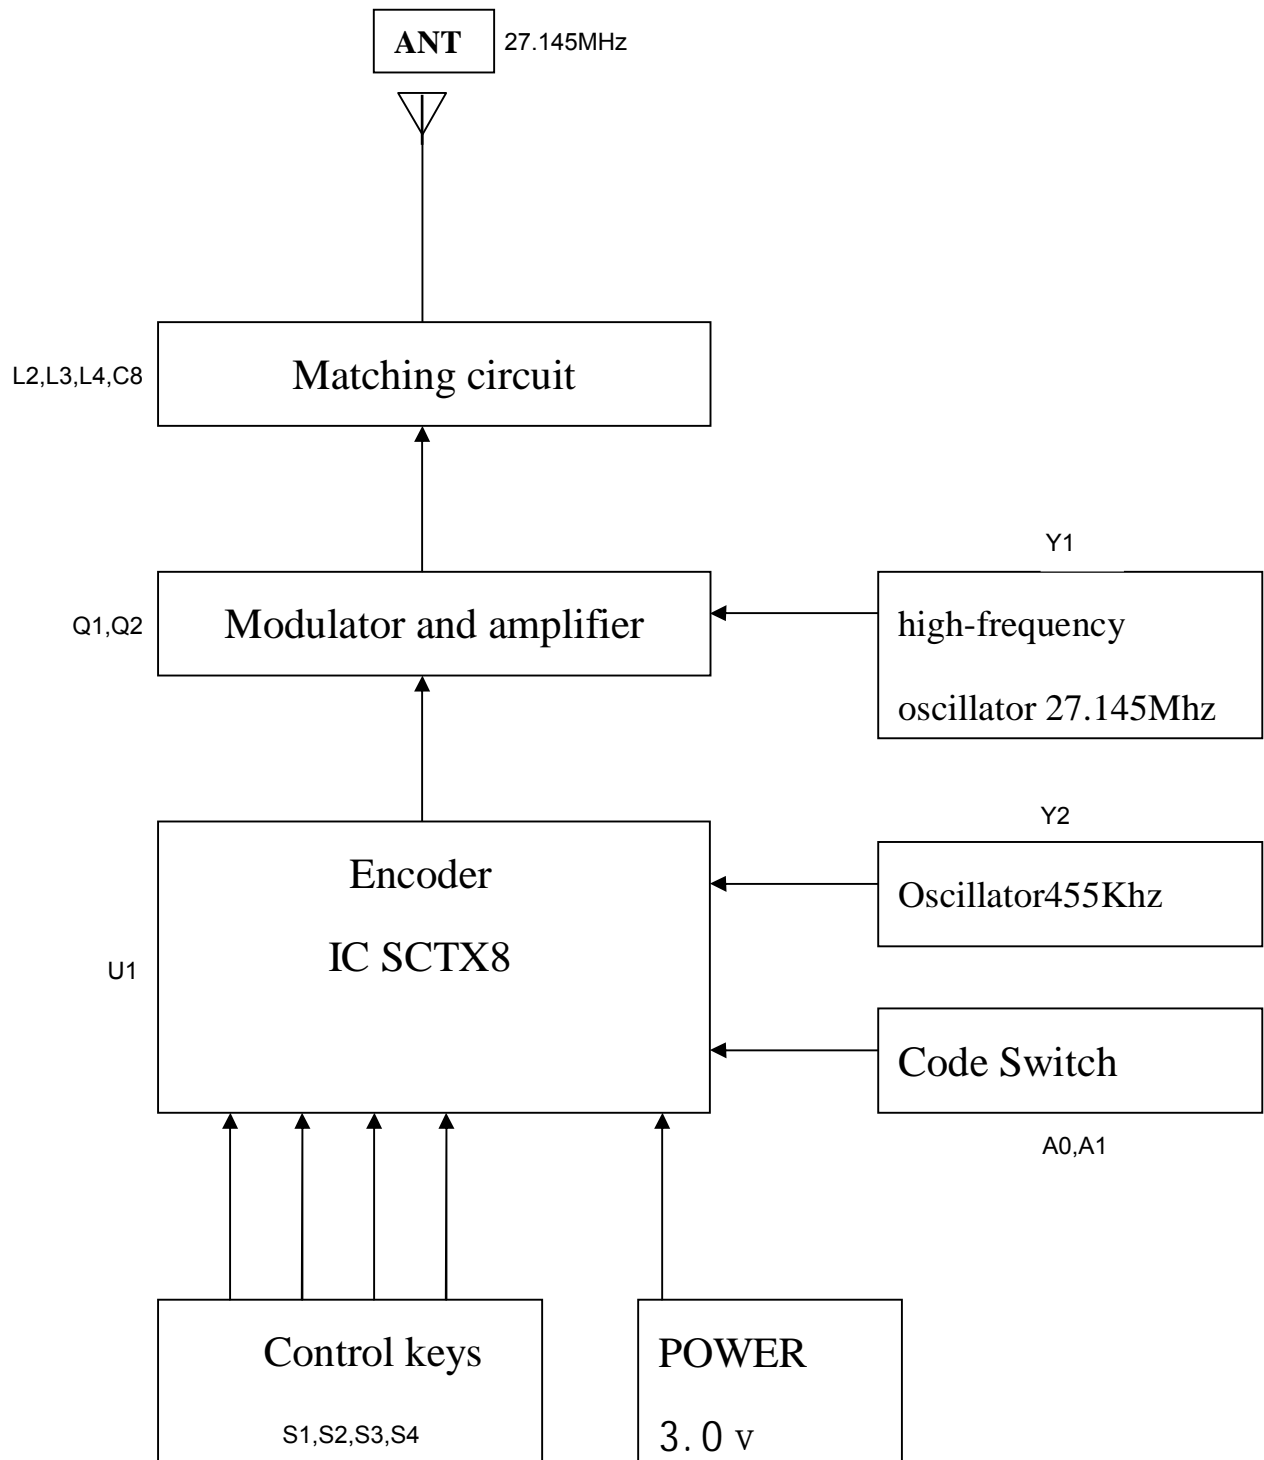 ANT
27.145MHz
L2,L3,L4,C8
Matching circuit
Y1
Q1,Q2
Modulator and amplifier
high-frequency
oscillator 27.145Mhz
Y2
Encoder
IC SCTX8
U1
Oscillator455Khz
Code Switch
A0,A1
Control keys
S1,S2,S3,S4
POWER
3.0 v